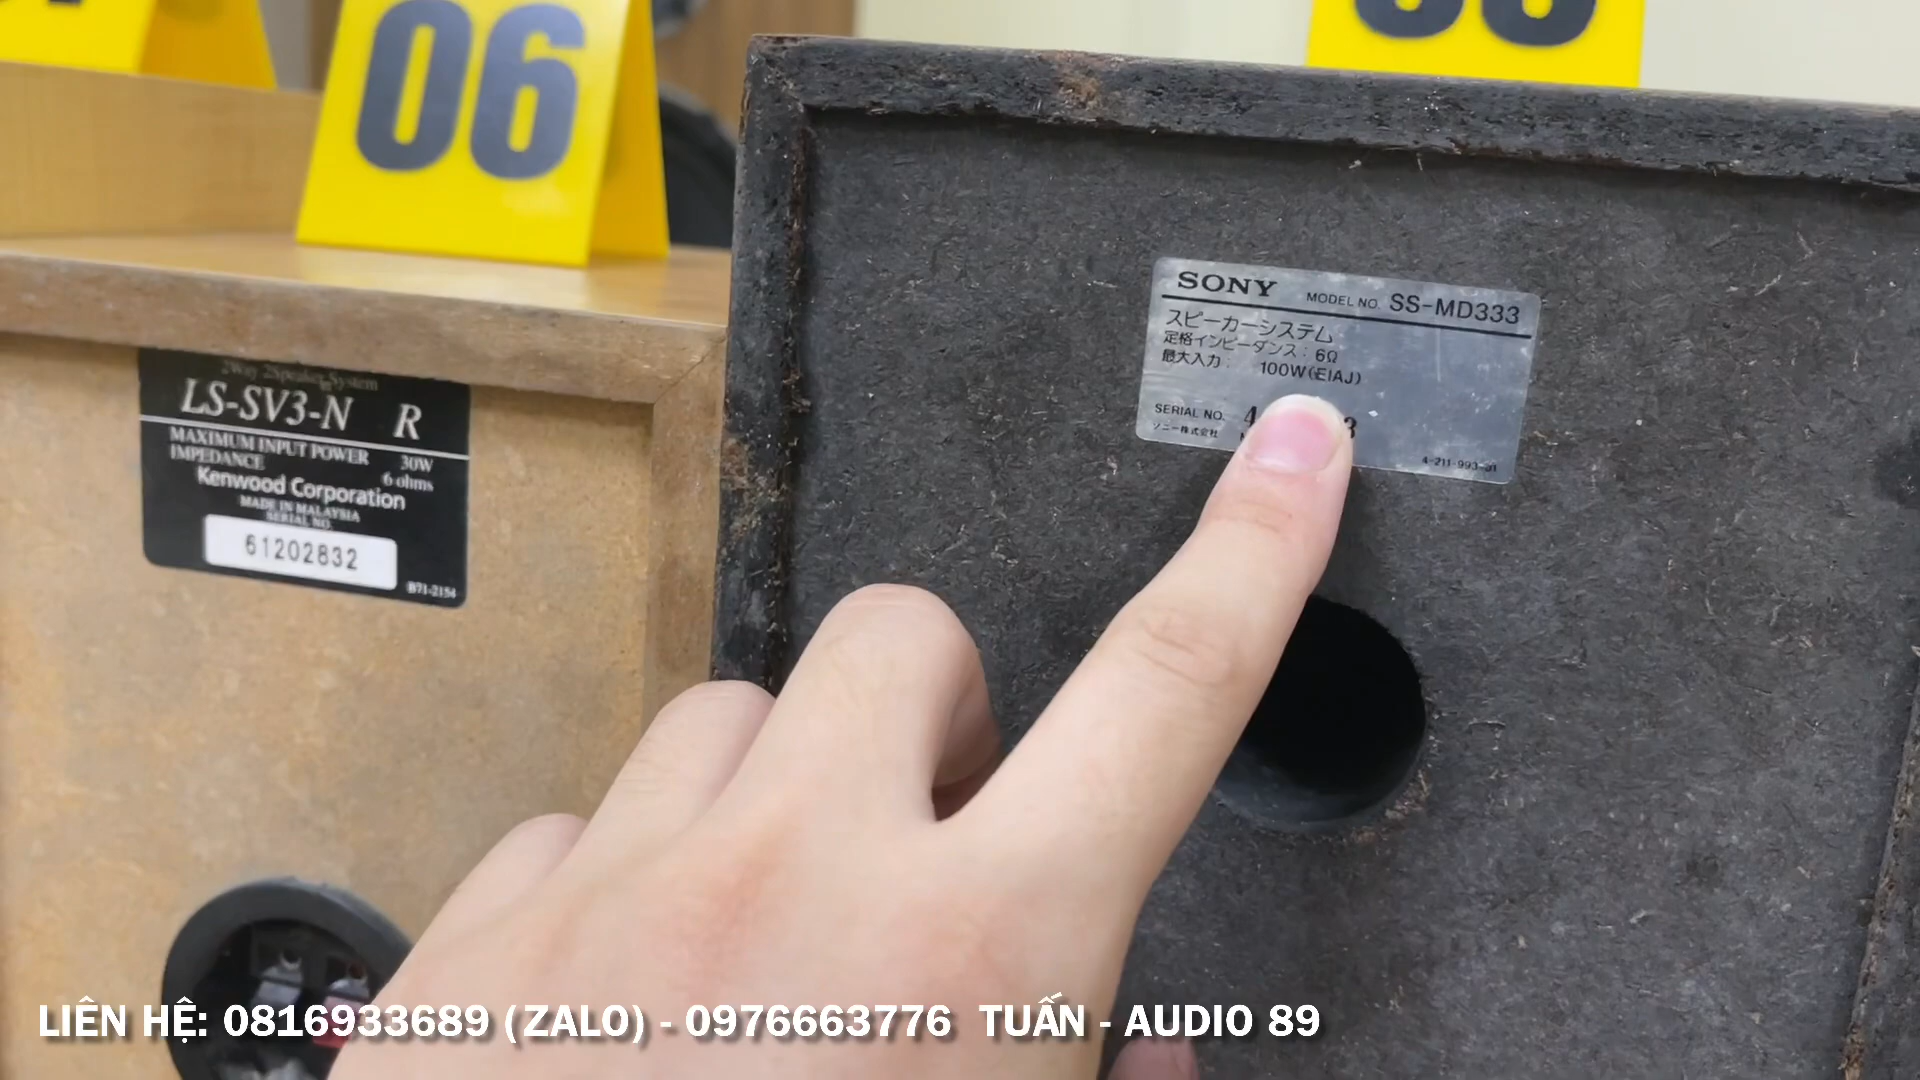 06
2Way 2Speaker System
LS-SV3-N R
MAXIMUM INPUT POWER 30W
IMPEDANCE 6 ohms
Kenwood Corporation
MADE IN MALAYSIA
SERIAL NO.
61202832
B71-2154
SONY MODEL NO. SS-MD333
スピーカーシステム
定格インピーダンス: 6Ω
最大入力: 100W(EIAJ)
SERIAL NO. 4 3
ソニー株式会社
4-211-993-01
LIÊN HỆ: 0816933689 (ZALO) - 0976663776 TUẤN - AUDIO 89